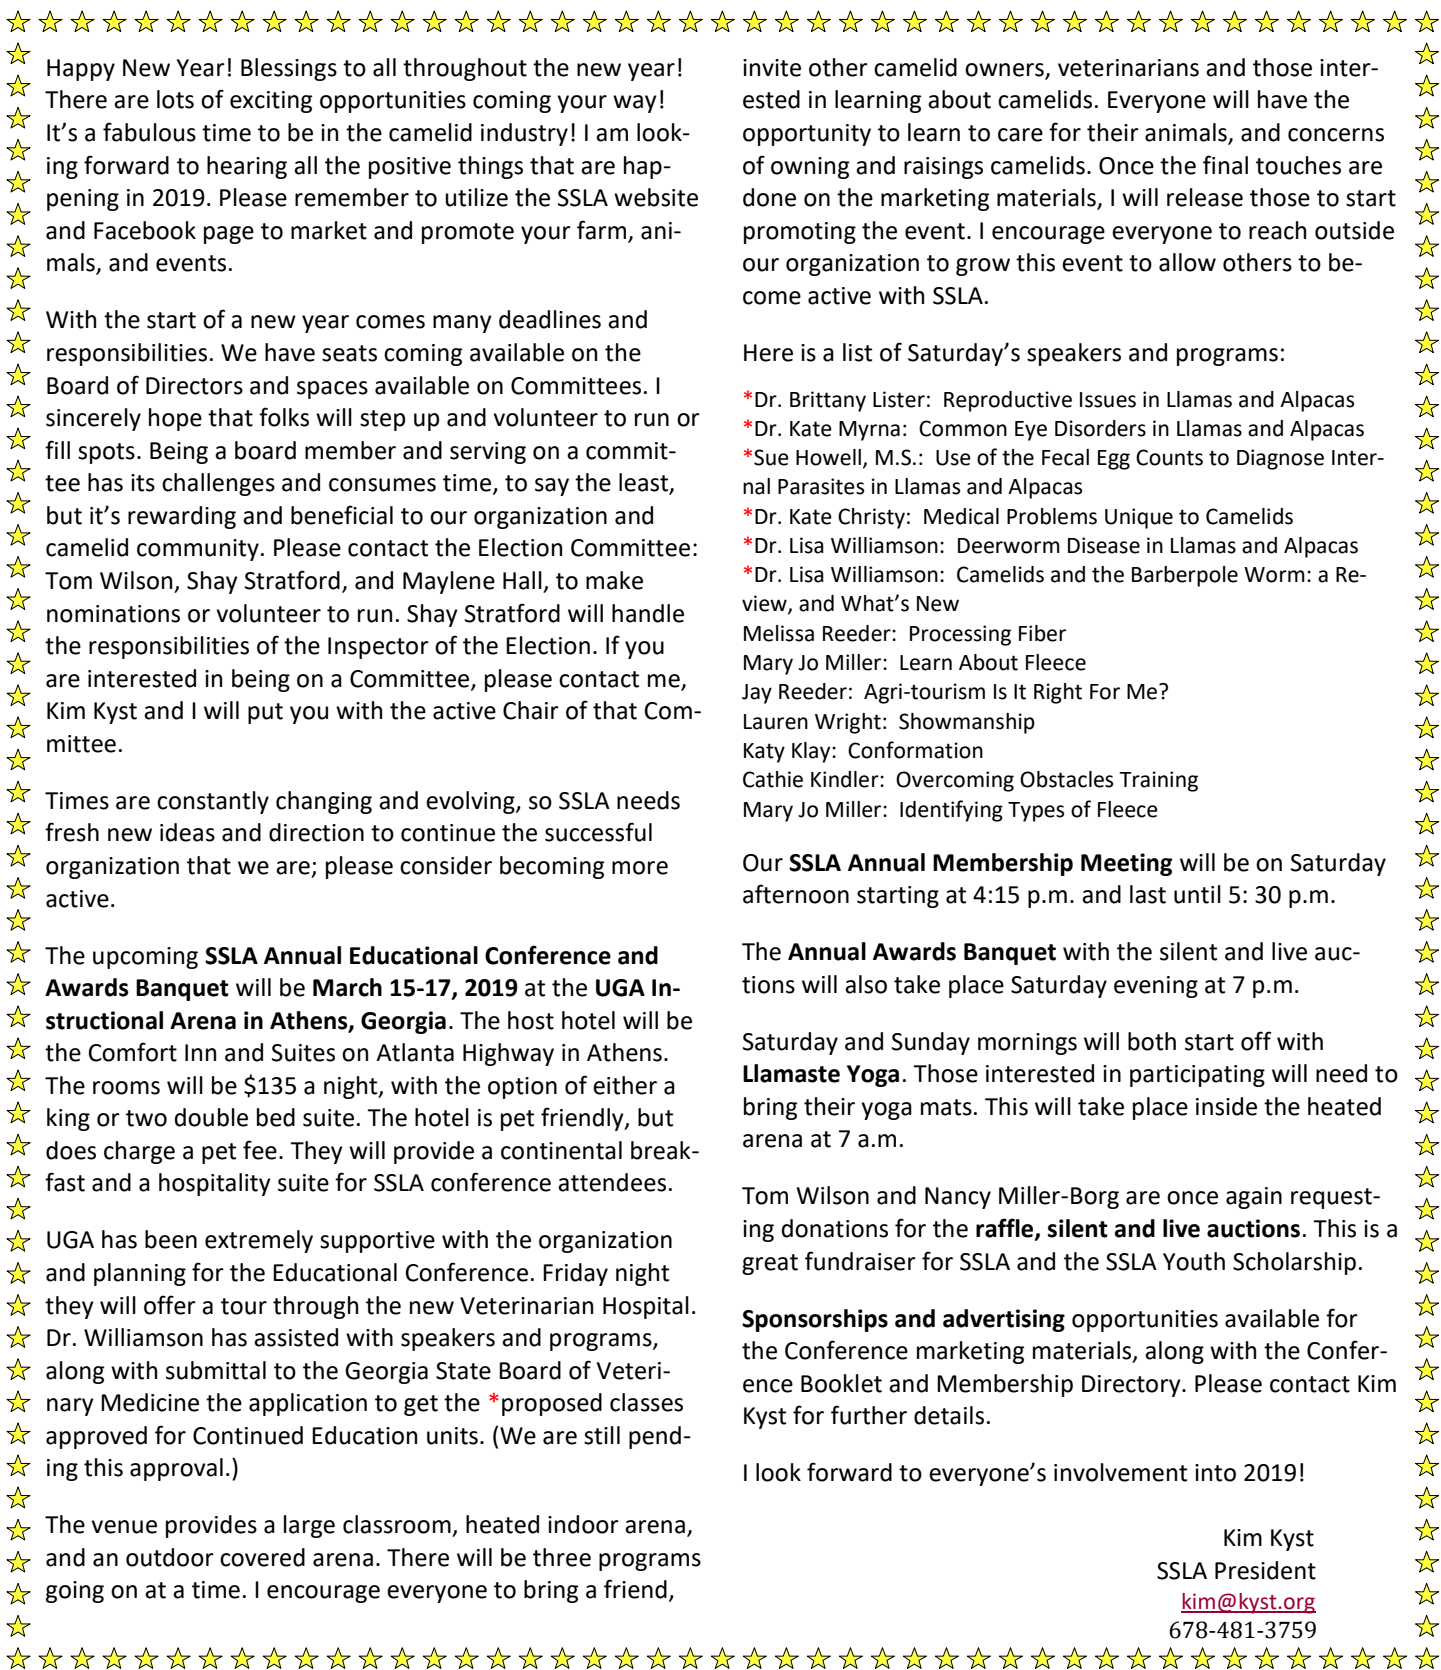 Happy New Year! Blessings to all throughout the new year!
There are lots of exciting opportunities coming your way!
It's a fabulous time to be in the camelid industry! I am look-
ing forward to hearing all the positive things that are hap-
pening in 2019. Please remember to utilize the SSLA website
and Facebook page to market and promote your farm, ani-
mals, and events.
With the start of a new year comes many deadlines and
responsibilities. We have seats coming available on the
Board of Directors and spaces available on Committees. I
sincerely hope that folks will step up and volunteer to run or
fill spots. Being a board member and serving on a commit-
tee has its challenges and consumes time, to say the least,
but it's rewarding and beneficial to our organization and
camelid community. Please contact the Election Committee:
Tom Wilson, Shay Stratford, and Maylene Hall, to make
nominations or volunteer to run. Shay Stratford will handle
the responsibilities of the Inspector of the Election. If you
are interested in being on a Committee, please contact me,
Kim Kyst and I will put you with the active Chair of that Com-
mittee.
Times are constantly changing and evolving, so SSLA needs
fresh new ideas and direction to continue the successful
organization that we are; please consider becoming more
active.
The upcoming SSLA Annual Educational Conference and
Awards Banquet will be March 15-17, 2019 at the UGA In-
structional Arena in Athens, Georgia. The host hotel will be
the Comfort Inn and Suites on Atlanta Highway in Athens.
The rooms will be $135 a night, with the option of either a
king or two double bed suite. The hotel is pet friendly, but
does charge a pet fee. They will provide a continental break-
fast and a hospitality suite for SSLA conference attendees.
UGA has been extremely supportive with the organization
and planning for the Educational Conference. Friday night
they will offer a tour through the new Veterinarian Hospital.
Dr. Williamson has assisted with speakers and programs,
along with submittal to the Georgia State Board of Veteri-
nary Medicine the application to get the *proposed classes
approved for Continued Education units. (We are still pend-
ing this approval.)
The venue provides a large classroom, heated indoor arena,
and an outdoor covered arena. There will be three programs
going on at a time. I encourage everyone to bring a friend,
invite other camelid owners, veterinarians and those inter-
ested in learning about camelids. Everyone will have the
opportunity to learn to care for their animals, and concerns
of owning and raisings camelids. Once the final touches are
done on the marketing materials, I will release those to start
promoting the event. I encourage everyone to reach outside
our organization to grow this event to allow others to be-
come active with SSLA.
Here is a list of Saturday's speakers and programs:
*Dr. Brittany Lister: Reproductive Issues in Llamas and Alpacas
*Dr. Kate Myrna: Common Eye Disorders in Llamas and Alpacas
*Sue Howell, M.S.: Use of the Fecal Egg Counts to Diagnose Inter-
nal Parasites in Llamas and Alpacas
*Dr. Kate Christy: Medical Problems Unique to Camelids
*Dr. Lisa Williamson: Deerworm Disease in Llamas and Alpacas
*Dr. Lisa Williamson: Camelids and the Barberpole Worm: a Re-
view, and What's New
Melissa Reeder: Processing Fiber
Mary Jo Miller: Learn About Fleece
Jay Reeder: Agri-tourism Is It Right For Me?
Lauren Wright: Showmanship
Katy Klay: Conformation
Cathie Kindler: Overcoming Obstacles Training
Mary Jo Miller: Identifying Types of Fleece
Our SSLA Annual Membership Meeting will be on Saturday
afternoon starting at 4:15 p.m. and last until 5: 30 p.m.
The Annual Awards Banquet with the silent and live auc-
tions will also take place Saturday evening at 7 p.m.
Saturday and Sunday mornings will both start off with
Llamaste Yoga. Those interested in participating will need to
bring their yoga mats. This will take place inside the heated
arena at 7 a.m.
Tom Wilson and Nancy Miller-Borg are once again request-
ing donations for the raffle, silent and live auctions. This is a
great fundraiser for SSLA and the SSLA Youth Scholarship.
Sponsorships and advertising opportunities available for
the Conference marketing materials, along with the Confer-
ence Booklet and Membership Directory. Please contact Kim
Kyst for further details.
I look forward to everyone's involvement into 2019!
Kim Kyst
SSLA President
kim@kyst.org
678-481-3759